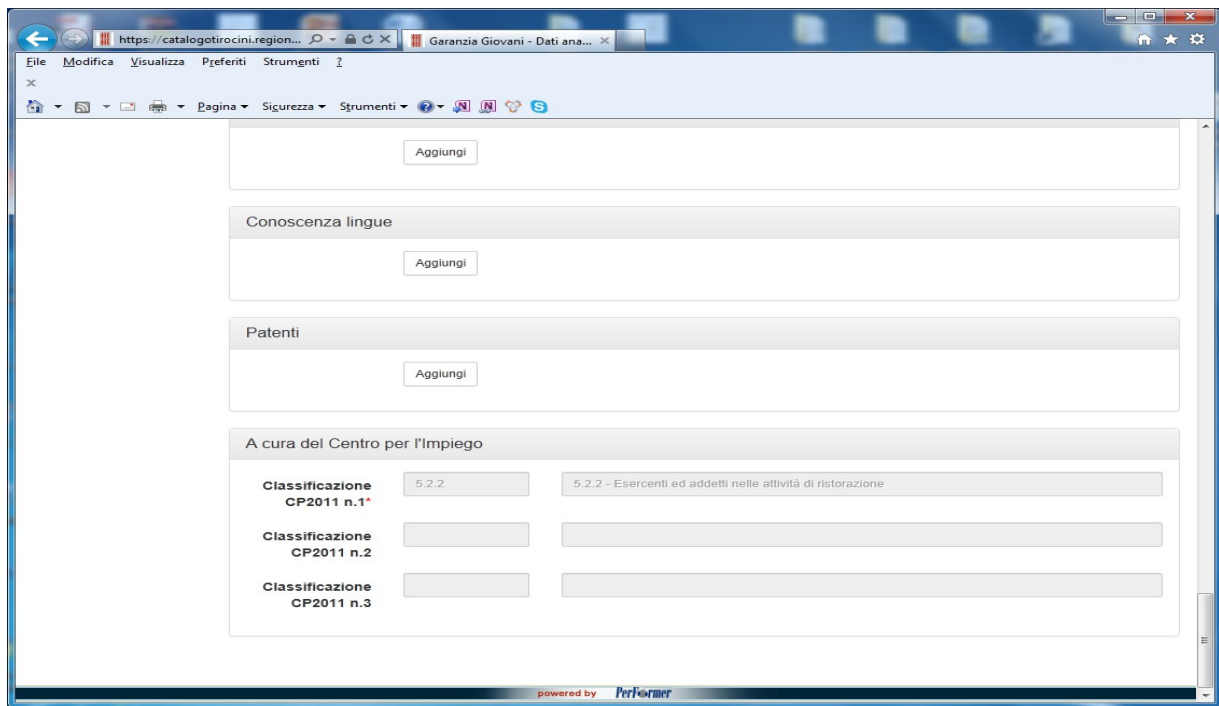 https://catalogotirocini.region...
Garanzia Giovani - Dati ana...
File Modifica Visualizza Preferiti Strumenti ?
Pagina Sicurezza Strumenti
Aggiungi
Conoscenza lingue
Aggiungi
Patenti
Aggiungi
A cura del Centro per l'Impiego
Classificazione
CP2011 n.1*
5.2.2
5.2.2 - Esercenti ed addetti nelle attività di ristorazione
Classificazione
CP2011 n.2
Classificazione
CP2011 n.3
powered by PerFormer